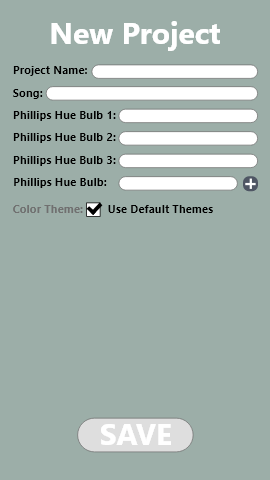 New Project
Project Name:
Song:
Phillips Hue Bulb 1:
Phillips Hue Bulb 2:
Phillips Hue Bulb 3:
Phillips Hue Bulb:
Color Theme: Use Default Themes
SAVE